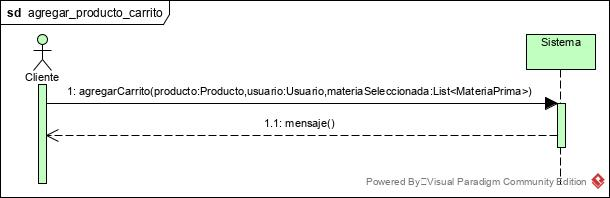 sd agregar_producto_carrito
Sistema
Cliente
1: agregarCarrito(producto:Producto,usuario:Usuario,materiaSeleccionada:List<MateriaPrima>)
1.1: mensaje()
Powered By Visual Paradigm Community Edition